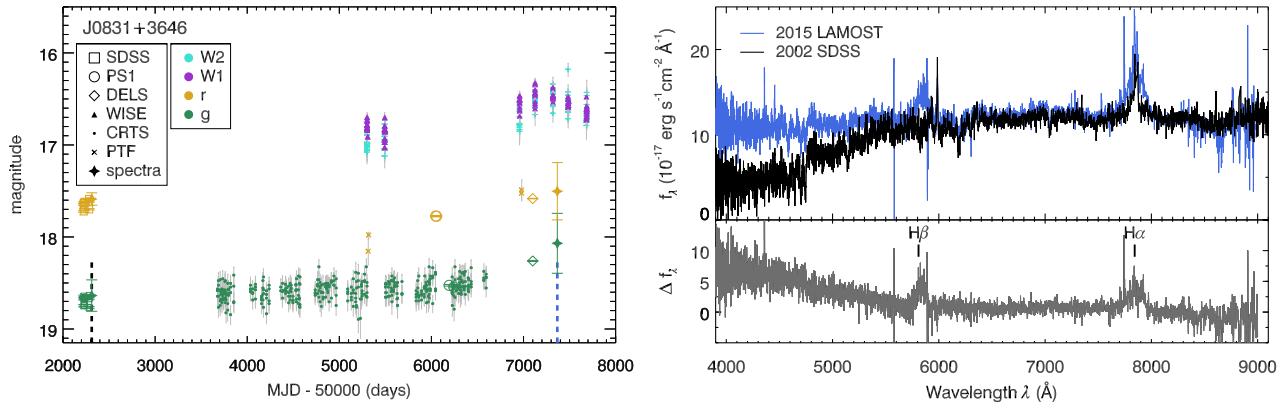 J0831+3646
SDSS
PS1
DELS
WISE
CRTS
PTF
spectra
W2
W1
r
g
16
17
18
19
magnitude
2000 3000 4000 5000 6000 7000 8000
MJD - 50000 (days)
2015 LAMOST
2002 SDSS
20
10
0
fλ (10⁻¹⁷ erg s⁻¹ cm⁻² Å⁻¹)
Hβ
Hα
10
5
0
Δ fλ
4000 5000 6000 7000 8000 9000
Wavelength λ (Å)